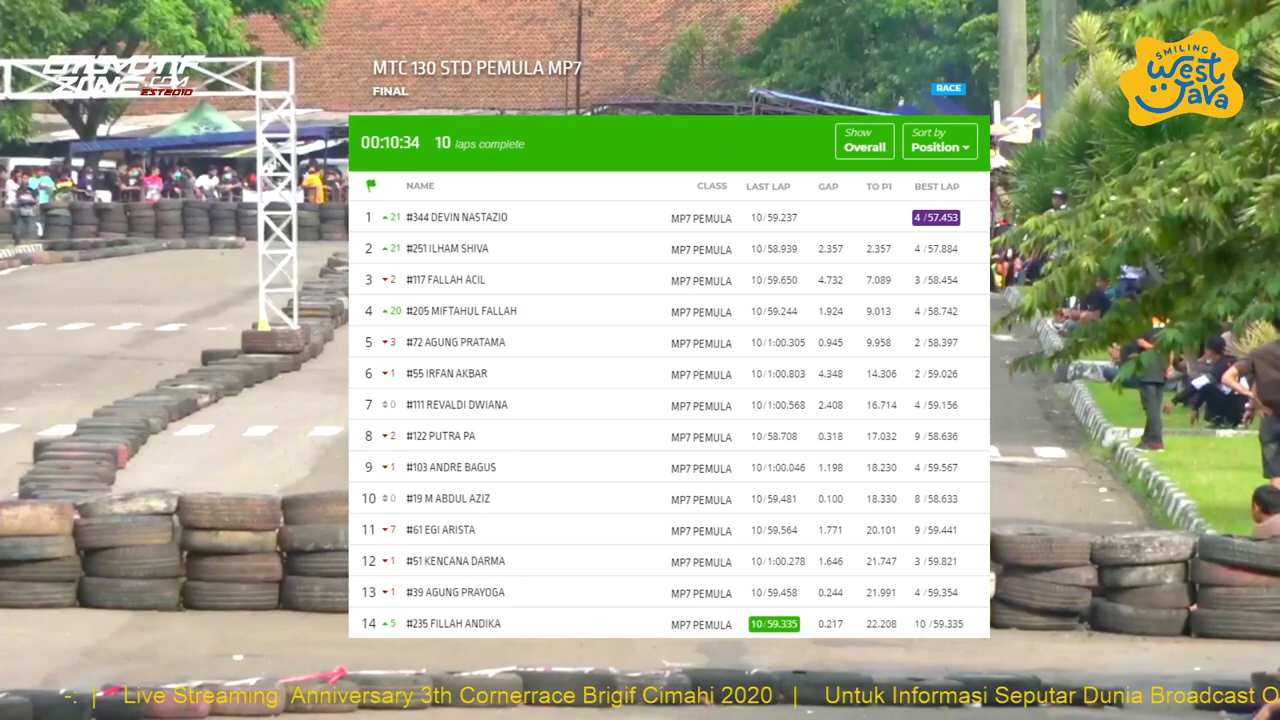 OTOMOTIF
ZONE.COM
EST2010
SMILING
West
Java
MTC 130 STD PEMULA MP7
FINAL
RACE
00:10:34 10 laps complete
Show
Overall
Sort by
Position
NAME CLASS LAST LAP GAP TO P1 BEST LAP
1 21 #344 DEVIN NASTAZIO MP7 PEMULA 10/59.237 4 /57.453
2 21 #251 ILHAM SHIVA MP7 PEMULA 10/58.939 2.357 2.357 4 /57.884
3 2 #117 FALLAH ACIL MP7 PEMULA 10/59.650 4.732 7.089 3 /58.454
4 20 #205 MIFTAHUL FALLAH MP7 PEMULA 10/59.244 1.924 9.013 4 /58.742
5 3 #72 AGUNG PRATAMA MP7 PEMULA 10/1:00.305 0.945 9.958 2 /58.397
6 1 #55 IRFAN AKBAR MP7 PEMULA 10/1:00.803 4.348 14.306 2 /59.026
7 0 #111 REVALDI DWIANA MP7 PEMULA 10/1:00.568 2.408 16.714 4 /59.156
8 2 #122 PUTRA PA MP7 PEMULA 10/58.708 0.318 17.032 9 /58.636
9 1 #103 ANDRE BAGUS MP7 PEMULA 10/1:00.046 1.198 18.230 4 /59.567
10 0 #19 M ABDUL AZIZ MP7 PEMULA 10/59.481 0.100 18.330 8 /58.633
11 7 #61 EGI ARISTA MP7 PEMULA 10/59.564 1.771 20.101 9 /59.441
12 1 #51 KENCANA DARMA MP7 PEMULA 10/1:00.278 1.646 21.747 3 /59.821
13 1 #39 AGUNG PRAYOGA MP7 PEMULA 10/59.458 0.244 21.991 4 /59.354
14 5 #235 FILLAH ANDIKA MP7 PEMULA 10/59.335 0.217 22.208 10 /59.335
-: | Live Streaming Anniversary 3th Cornerrace Brigif Cimahi 2020 | Untuk Informasi Seputar Dunia Broadcast O